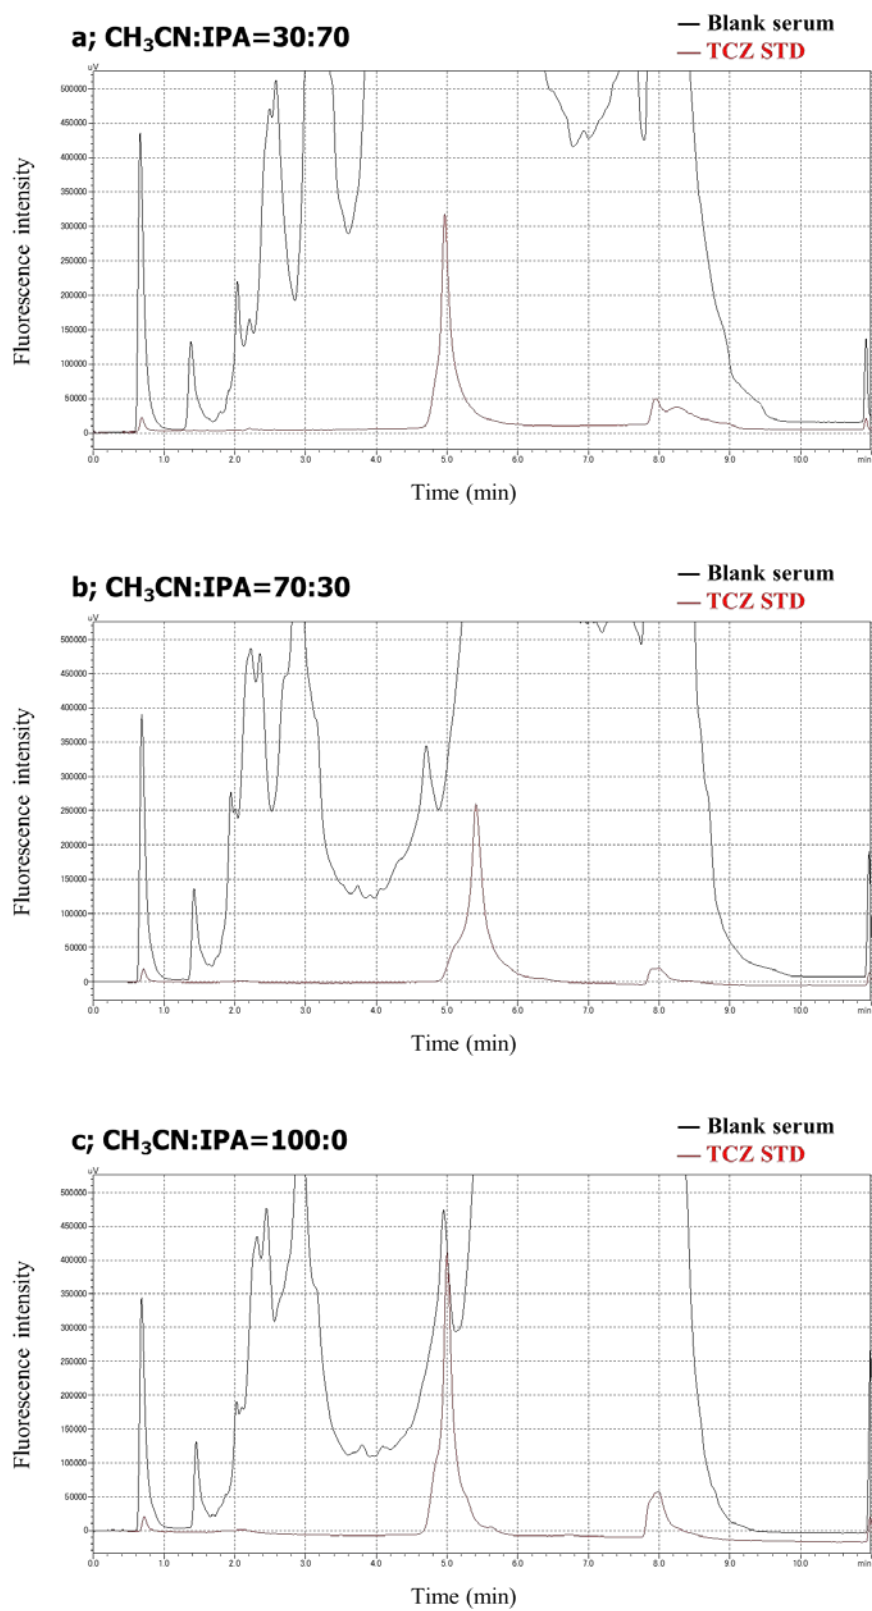 a; CH₃CN:IPA=30:70
Blank serum
TCZ STD
uV
500000
450000
400000
350000
300000
250000
200000
150000
100000
50000
0
Fluorescence intensity
0.0 1.0 2.0 3.0 4.0 5.0 6.0 7.0 8.0 9.0 10.0 min
Time (min)
b; CH₃CN:IPA=70:30
Blank serum
TCZ STD
uV
500000
450000
400000
350000
300000
250000
200000
150000
100000
50000
0
Fluorescence intensity
0.0 1.0 2.0 3.0 4.0 5.0 6.0 7.0 8.0 9.0 10.0 min
Time (min)
c; CH₃CN:IPA=100:0
Blank serum
TCZ STD
uV
500000
450000
400000
350000
300000
250000
200000
150000
100000
50000
0
Fluorescence intensity
0.0 1.0 2.0 3.0 4.0 5.0 6.0 7.0 8.0 9.0 10.0 min
Time (min)